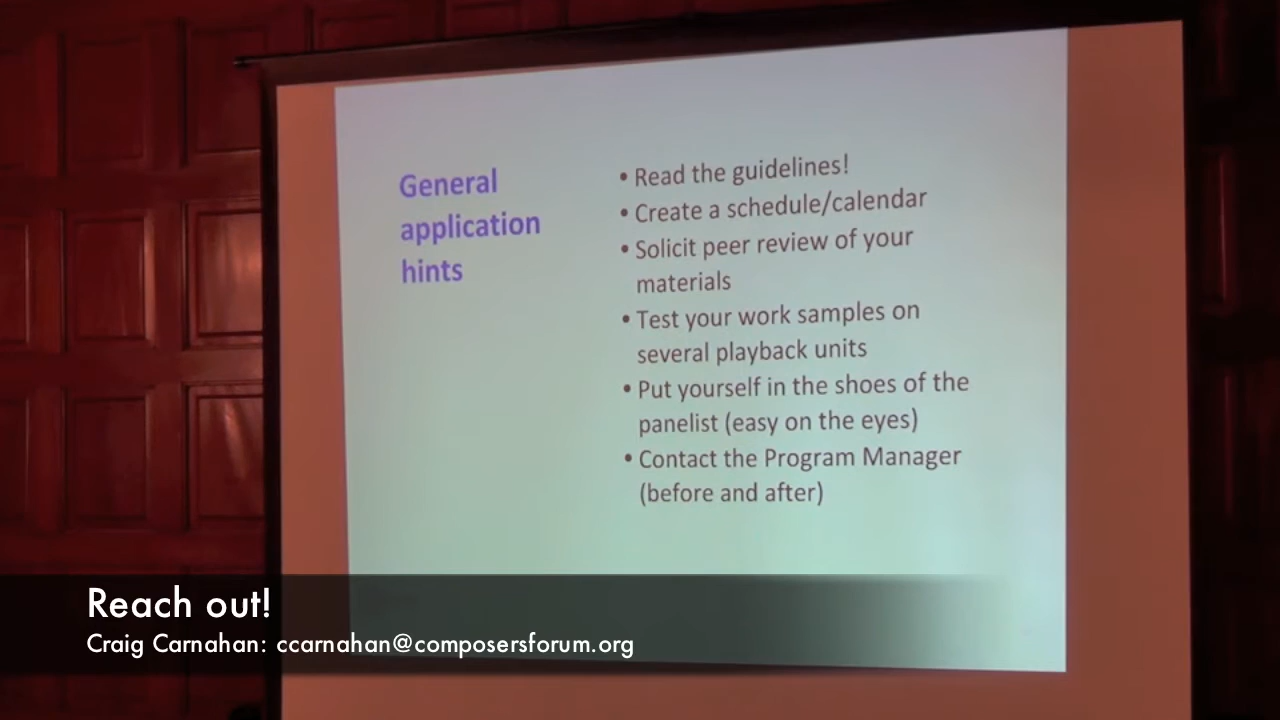 General
application
hints
• Read the guidelines!
• Create a schedule/calendar
• Solicit peer review of your
materials
• Test your work samples on
several playback units
• Put yourself in the shoes of the
panelist (easy on the eyes)
• Contact the Program Manager
(before and after)
Reach out!
Craig Carnahan: ccarnahan@composersforum.org